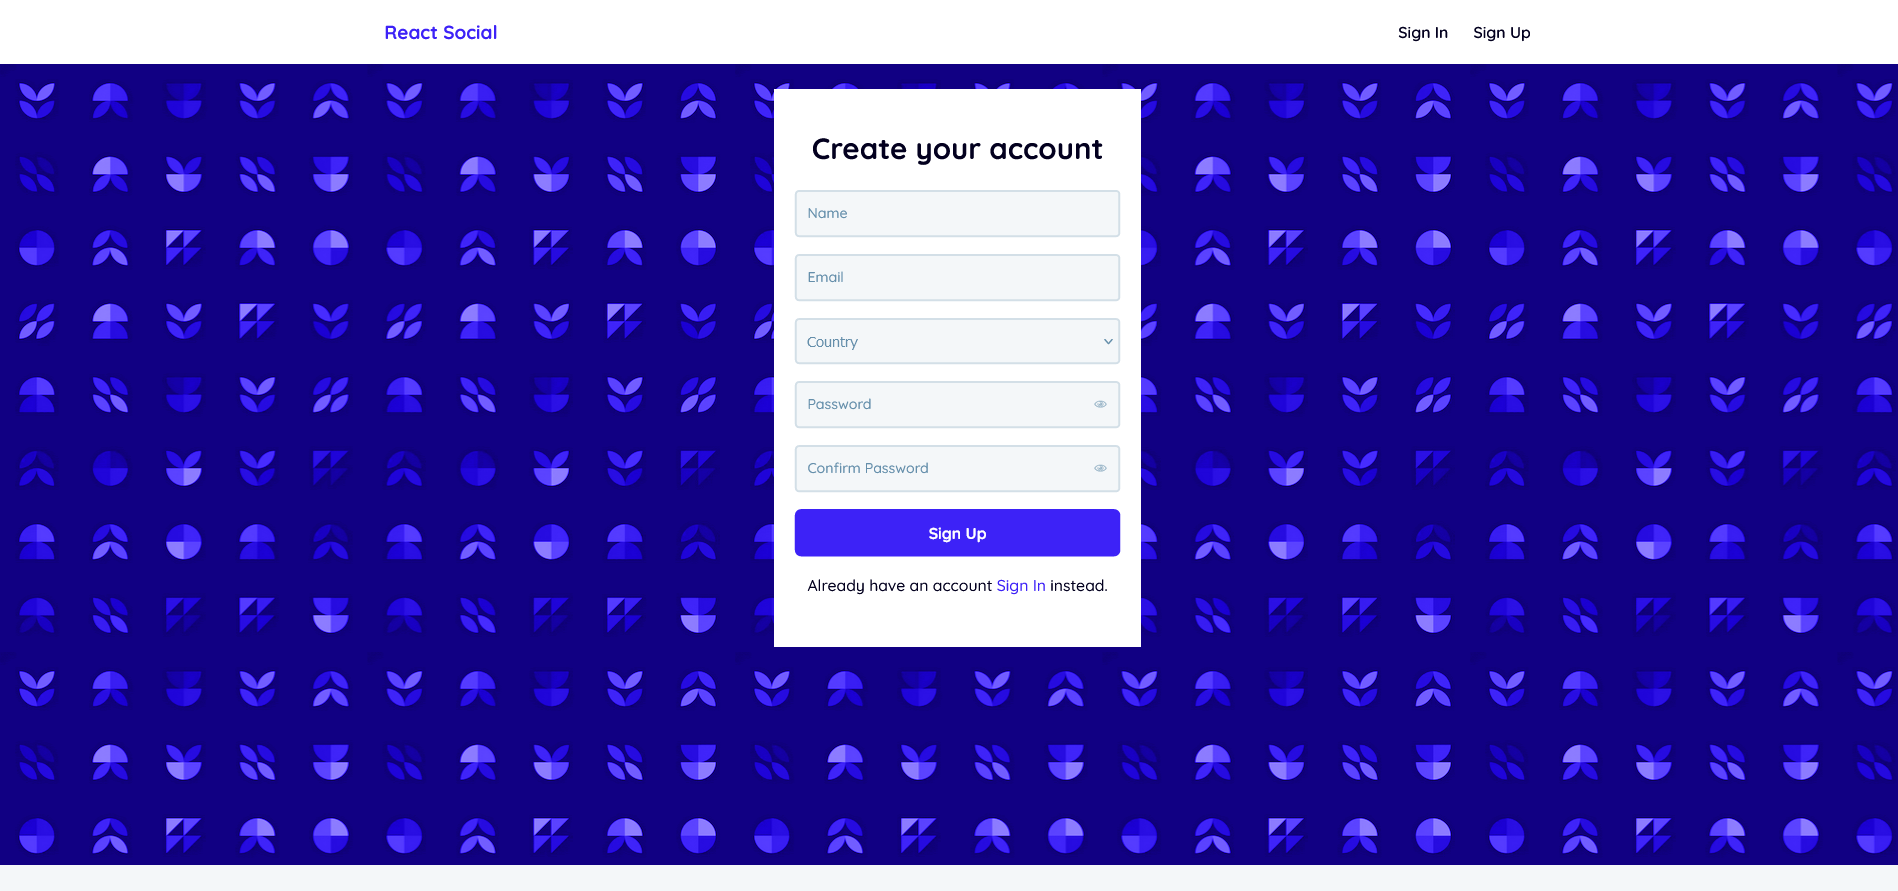 React Social
Sign In
Sign Up
Create your account
Name
Email
Country
Password
Confirm Password
Sign Up
Already have an account Sign In instead.